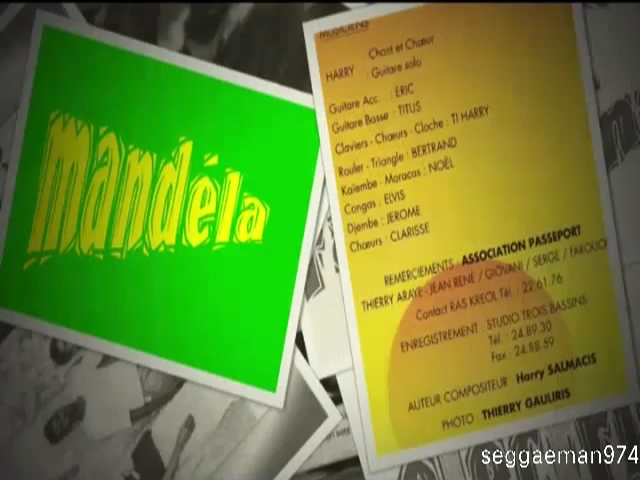 mandéla
MUSICIENS
Chant et Chœur
HARRY : Guitare solo
Guitare Acc. : ERIC
Guitare Basse : TITUS
Claviers - Chœurs - Cloche : TI HARRY
Rouler - Triangle : BERTRAND
Kaïembe - Maracas : NOËL
Congas : ELVIS
Djembe : JEROME
Chœurs - CLARISSE
REMERCIEMENTS : ASSOCIATION PASSEPORT
THIERRY ARAYE - JEAN RENE / GIOVANI / SERGE / FAROUCK
Contact RAS KREOL Tél : 22.61.76
ENREGISTREMENT : STUDIO TROIS BASSINS
Tél. : 24.89.30
Fax : 24.88.59
AUTEUR COMPOSITEUR : Harry SALMACIS
PHOTO : THIERRY GAULIRIS
seggaeman974